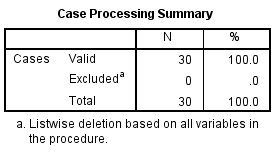 Case Processing Summary
N %
Cases Valid 30 100.0
Excludedᵃ 0 .0
Total 30 100.0
a. Listwise deletion based on all variables in
the procedure.